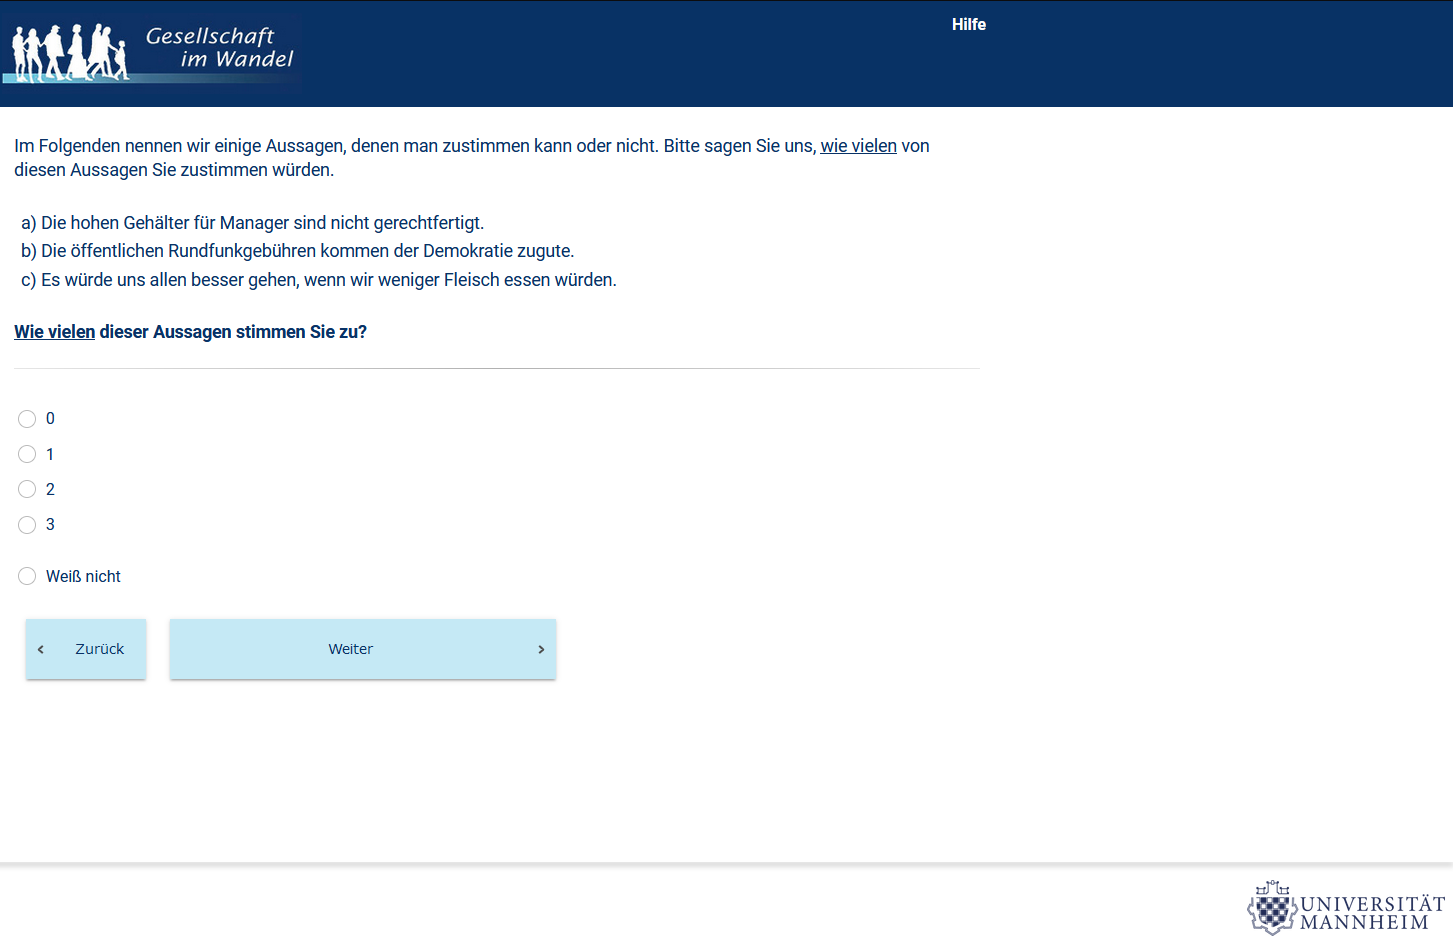 Gesellschaft
im Wandel
Hilfe
Im Folgenden nennen wir einige Aussagen, denen man zustimmen kann oder nicht. Bitte sagen Sie uns, wie vielen von
diesen Aussagen Sie zustimmen würden.
a) Die hohen Gehälter für Manager sind nicht gerechtfertigt.
b) Die öffentlichen Rundfunkgebühren kommen der Demokratie zugute.
c) Es würde uns allen besser gehen, wenn wir weniger Fleisch essen würden.
Wie vielen dieser Aussagen stimmen Sie zu?
0
1
2
3
Weiß nicht
‹ Zurück
Weiter ›
UNIVERSITÄT
MANNHEIM